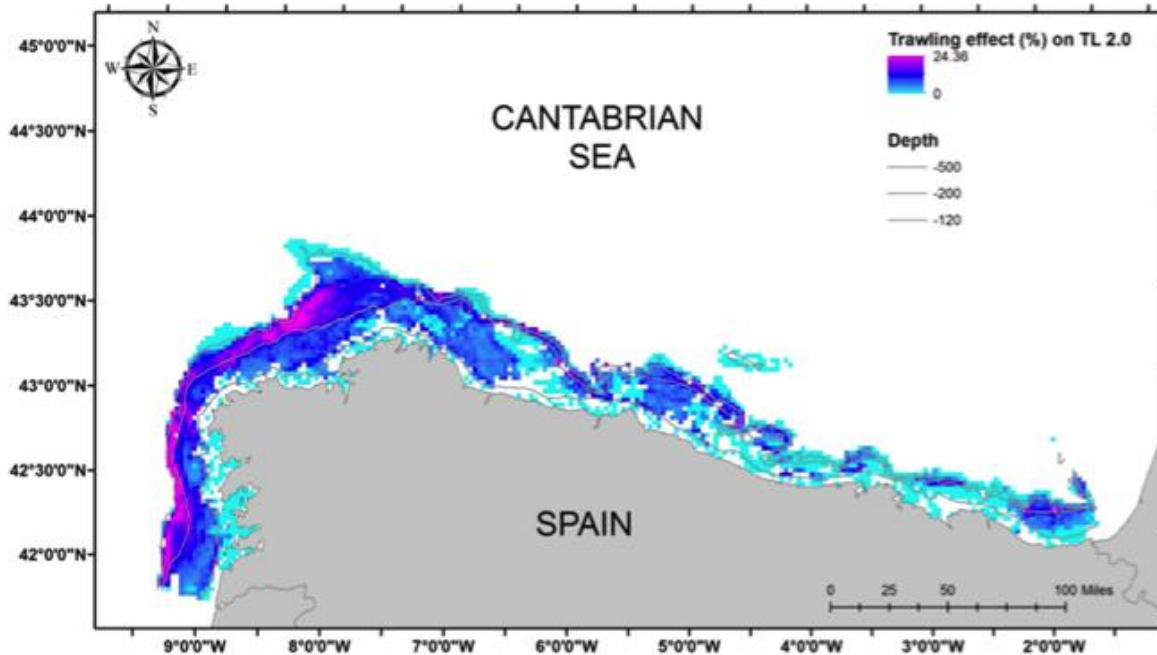 45°0'0"N
44°30'0"N
44°0'0"N
43°30'0"N
43°0'0"N
42°30'0"N
42°0'0"N
N
W E
S
CANTABRIAN
SEA
Trawling effect (%) on TL 2.0
24.36
0
Depth
-500
-200
-120
SPAIN
0 25 50 100 Miles
9°0'0"W 8°0'0"W 7°0'0"W 6°0'0"W 5°0'0"W 4°0'0"W 3°0'0"W 2°0'0"W